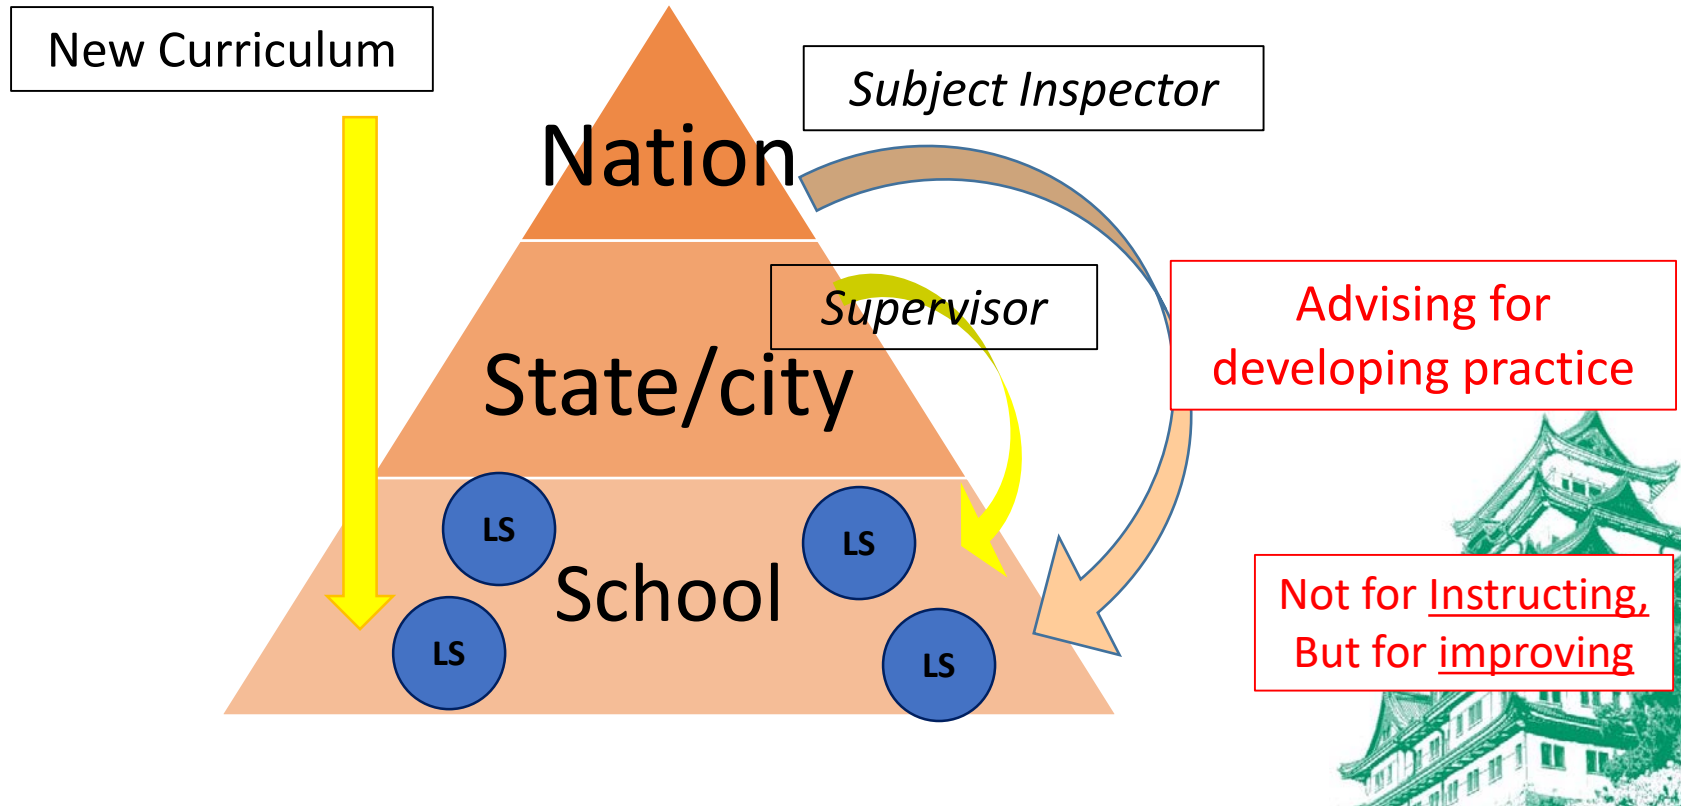 New Curriculum
Subject Inspector
Nation
Supervisor
Advising for
developing practice
State/city
LS
LS
School
LS
LS
Not for Instructing,
But for improving